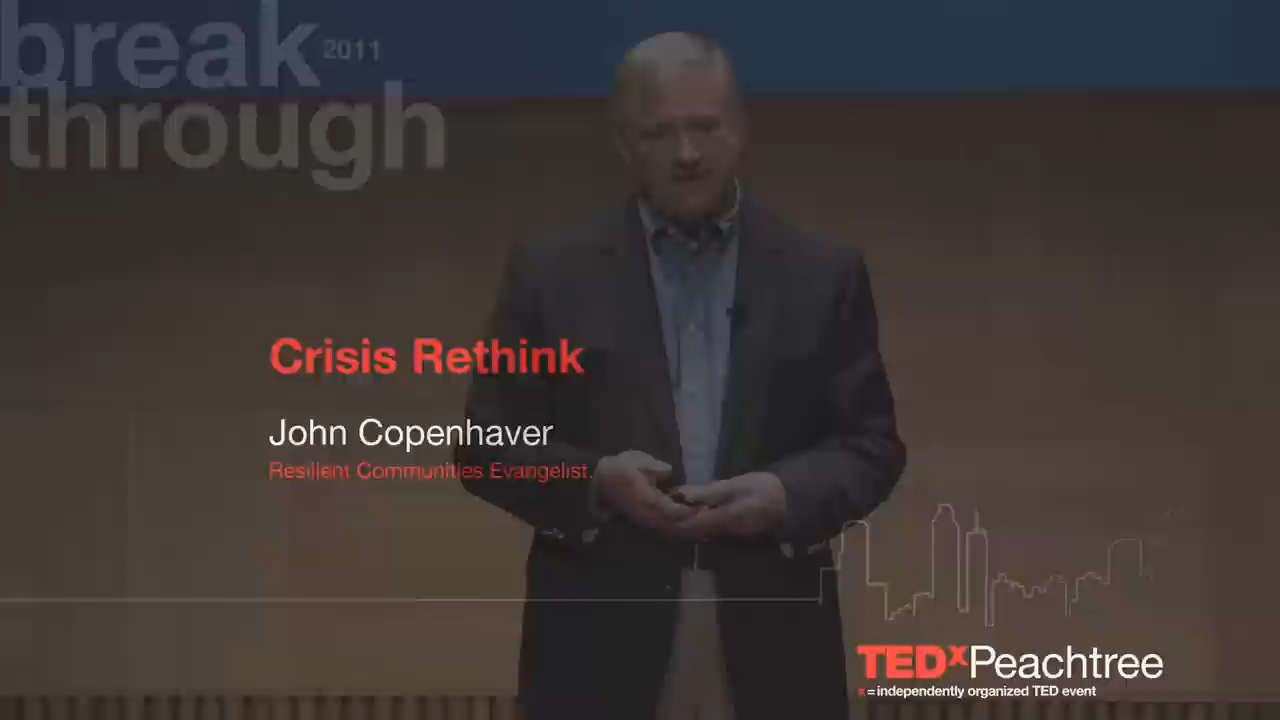 break 2011
through
Crisis Rethink
John Copenhaver
Resilient Communities Evangelist.
TEDxPeachtree
x = independently organized TED event